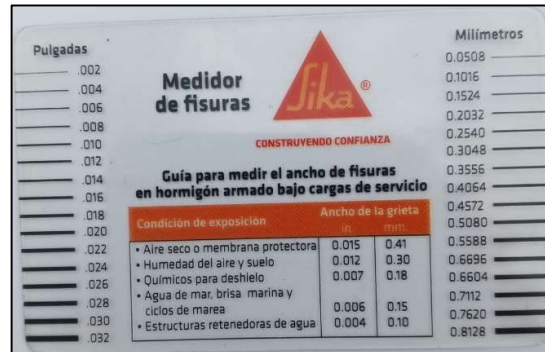 Pulgadas
.002
.004
.006
.008
.010
.012
.014
.016
.018
.020
.022
.024
.026
.028
.030
.032
Medidor
de fisuras
Sika®
CONSTRUYENDO CONFIANZA
Guía para medir el ancho de fisuras
en hormigón armado bajo cargas de servicio
Condición de exposición Ancho de la grieta
in. mm.
• Aire seco o membrana protectora 0.015 0.41
• Humedad del aire y suelo 0.012 0.30
• Químicos para deshielo 0.007 0.18
• Agua de mar, brisa marina y
ciclos de marea 0.006 0.15
• Estructuras retenedoras de agua 0.004 0.10
Milímetros
0.0508
0.1016
0.1524
0.2032
0.2540
0.3048
0.3556
0.4064
0.4572
0.5080
0.5588
0.6696
0.6604
0.7112
0.7620
0.8128